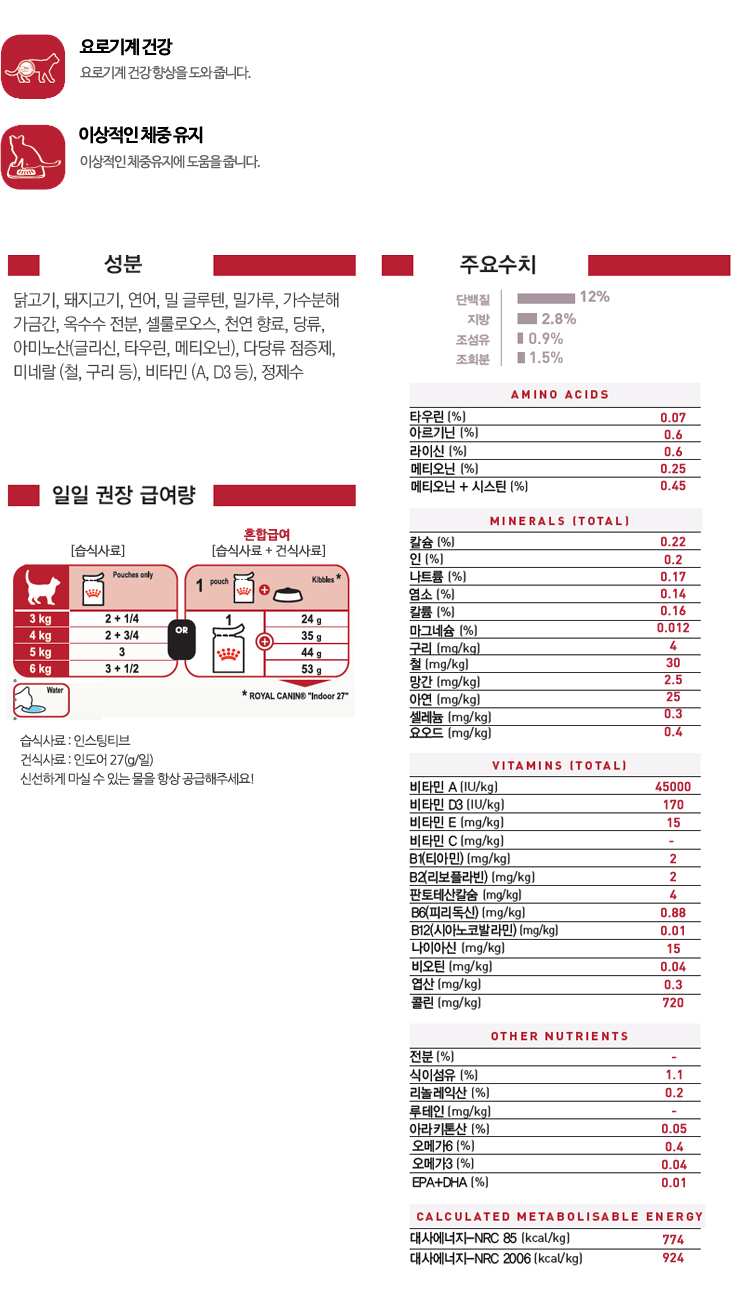 요로기계 건강
요로기계 건강 향상을 도와 줍니다.
이상적인 체중 유지
이상적인 체중유지에 도움을 줍니다.
성분
닭고기, 돼지고기, 연어, 밀 글루텐, 밀가루, 가수분해
가금간, 옥수수 전분, 셀룰로오스, 천연 향료, 당류,
아미노산(글리신, 타우린, 메티오닌), 다당류 점증제,
미네랄 (철, 구리 등), 비타민 (A, D3 등), 정제수
일일 권장 급여량
[습식사료]
혼합급여
[습식사료 + 건식사료]
Pouches only
1 pouch + Kibbles *
3 kg 2 + 1/4
4 kg 2 + 3/4
5 kg 3
6 kg 3 + 1/2
OR
1
+
24 g
35 g
44 g
53 g
Water
* ROYAL CANIN® "Indoor 27"
습식사료 : 인스팅티브
건식사료 : 인도어 27(g/일)
신선하게 마실 수 있는 물을 항상 공급해주세요!
주요수치
단백질 12%
지방 2.8%
조섬유 0.9%
조회분 1.5%
AMINO ACIDS
타우린 (%) 0.07
아르기닌 (%) 0.6
라이신 (%) 0.6
메티오닌 (%) 0.25
메티오닌 + 시스틴 (%) 0.45
MINERALS (TOTAL)
칼슘 (%) 0.22
인 (%) 0.2
나트륨 (%) 0.17
염소 (%) 0.14
칼륨 (%) 0.16
마그네슘 (%) 0.012
구리 (mg/kg) 4
철 (mg/kg) 30
망간 (mg/kg) 2.5
아연 (mg/kg) 25
셀레늄 (mg/kg) 0.3
요오드 (mg/kg) 0.4
VITAMINS (TOTAL)
비타민 A (IU/kg) 45000
비타민 D3 (IU/kg) 170
비타민 E (mg/kg) 15
비타민 C (mg/kg) -
B1(티아민) (mg/kg) 2
B2(리보플라빈) (mg/kg) 2
판토테산칼슘 (mg/kg) 4
B6(피리독신) (mg/kg) 0.88
B12(시아노코발라민) (mg/kg) 0.01
나이아신 (mg/kg) 15
비오틴 (mg/kg) 0.04
엽산 (mg/kg) 0.3
콜린 (mg/kg) 720
OTHER NUTRIENTS
전분 (%) -
식이섬유 (%) 1.1
리놀레익산 (%) 0.2
루테인 (mg/kg) -
아라키톤산 (%) 0.05
오메가6 (%) 0.4
오메가3 (%) 0.04
EPA+DHA (%) 0.01
CALCULATED METABOLISABLE ENERGY
대사에너지-NRC 85 (kcal/kg) 774
대사에너지-NRC 2006 (kcal/kg) 924